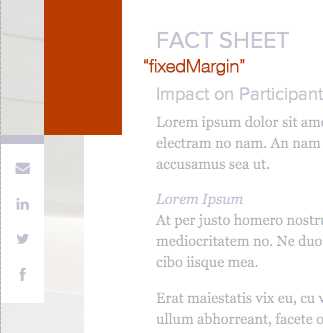 FACT SHEET
“fixedMargin”
Impact on Participant
Lorem ipsum dolor sit ame
electram no nam. An nam
accusamus sea ut.
Lorem Ipsum
At per justo homero nostru
mediocritatem no. Ne duo
cibo iisque mea.
Erat maiestatis vix eu, cu v
ullum abhorreant, facete o